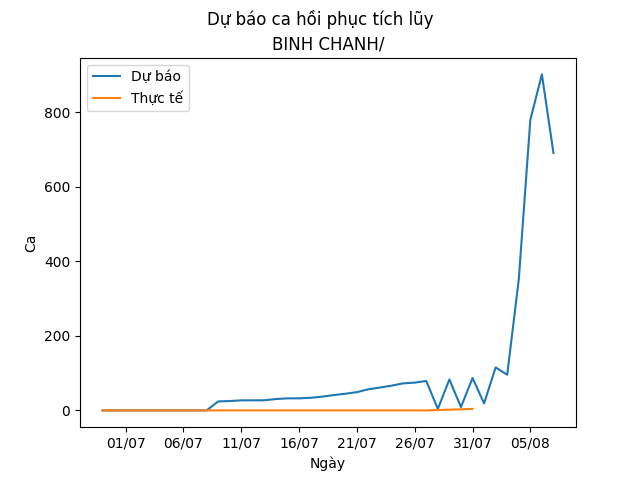 Dự báo ca hồi phục tích lũy
BINH CHANH/
Dự báo
Thực tế
800
600
400
200
0
Ca
01/07 06/07 11/07 16/07 21/07 26/07 31/07 05/08
Ngày